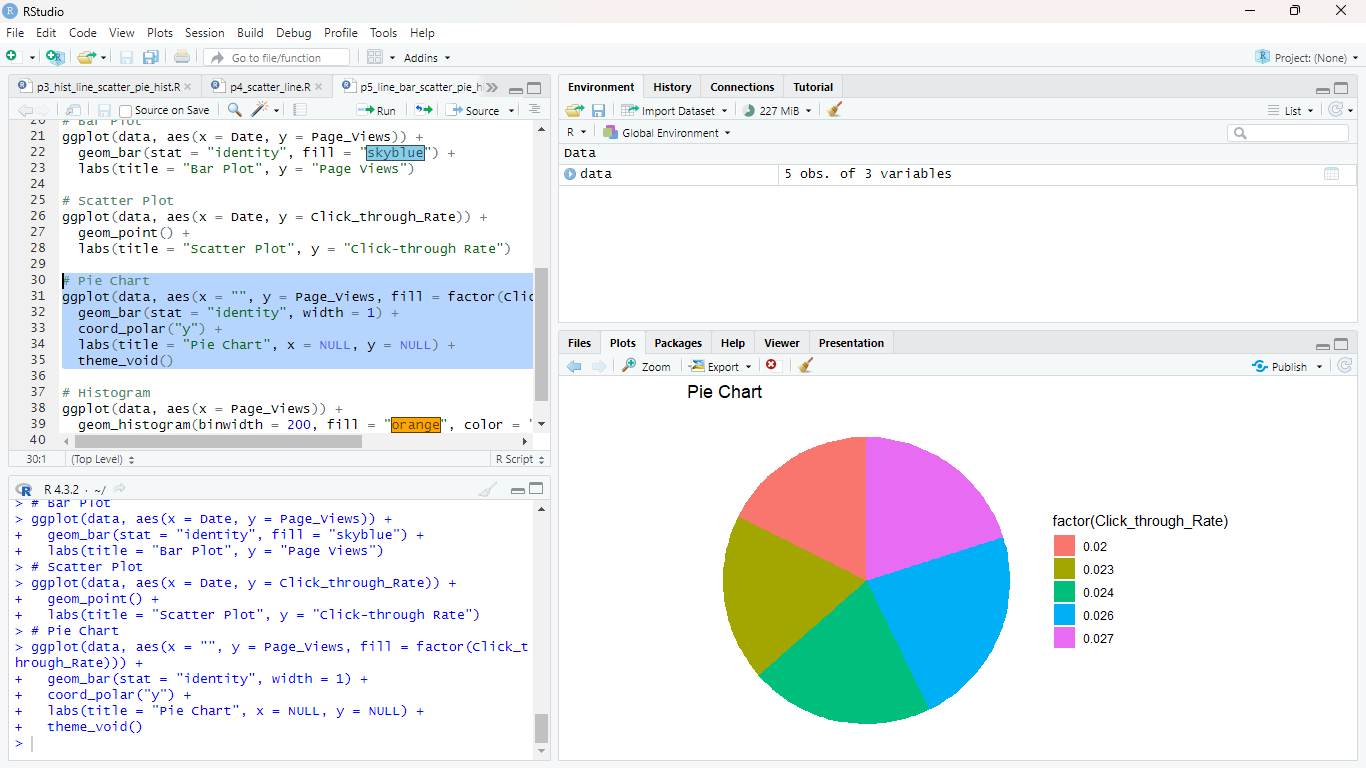 RStudio
File Edit Code View Plots Session Build Debug Profile Tools Help
Go to file/function Addins Project: (None)
p3_hist_line_scatter_pie_hist.R p4_scatter_line.R p5_line_bar_scatter_pie_h
Source on Save Run Source
20 # Bar Plot
21 ggplot(data, aes(x = Date, y = Page_Views)) +
22 geom_bar(stat = "identity", fill = "skyblue") +
23 labs(title = "Bar Plot", y = "Page Views")
24
25 # Scatter Plot
26 ggplot(data, aes(x = Date, y = Click_through_Rate)) +
27 geom_point() +
28 labs(title = "Scatter Plot", y = "Click-through Rate")
29
30 # Pie Chart
31 ggplot(data, aes(x = "", y = Page_Views, fill = factor(Clic
32 geom_bar(stat = "identity", width = 1) +
33 coord_polar("y") +
34 labs(title = "Pie Chart", x = NULL, y = NULL) +
35 theme_void()
36
37 # Histogram
38 ggplot(data, aes(x = Page_Views)) +
39 geom_histogram(binwidth = 200, fill = "orange", color = "
40
30:1 (Top Level) R Script
R 4.3.2 · ~/
> # Bar Plot
> ggplot(data, aes(x = Date, y = Page_Views)) +
+ geom_bar(stat = "identity", fill = "skyblue") +
+ labs(title = "Bar Plot", y = "Page Views")
> # Scatter Plot
> ggplot(data, aes(x = Date, y = Click_through_Rate)) +
+ geom_point() +
+ labs(title = "Scatter Plot", y = "Click-through Rate")
> # Pie Chart
> ggplot(data, aes(x = "", y = Page_Views, fill = factor(Click_t
hrough_Rate))) +
+ geom_bar(stat = "identity", width = 1) +
+ coord_polar("y") +
+ labs(title = "Pie Chart", x = NULL, y = NULL) +
+ theme_void()
>
Environment History Connections Tutorial
Import Dataset 227 MiB List
R Global Environment
Data
data 5 obs. of 3 variables
Files Plots Packages Help Viewer Presentation
Zoom Export Publish
Pie Chart
factor(Click_through_Rate)
0.02
0.023
0.024
0.026
0.027